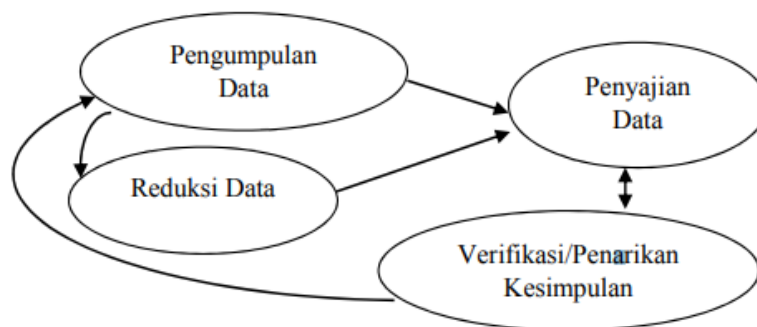 Pengumpulan
Data
Penyajian
Data
Reduksi Data
Verifikasi/Penarikan
Kesimpulan